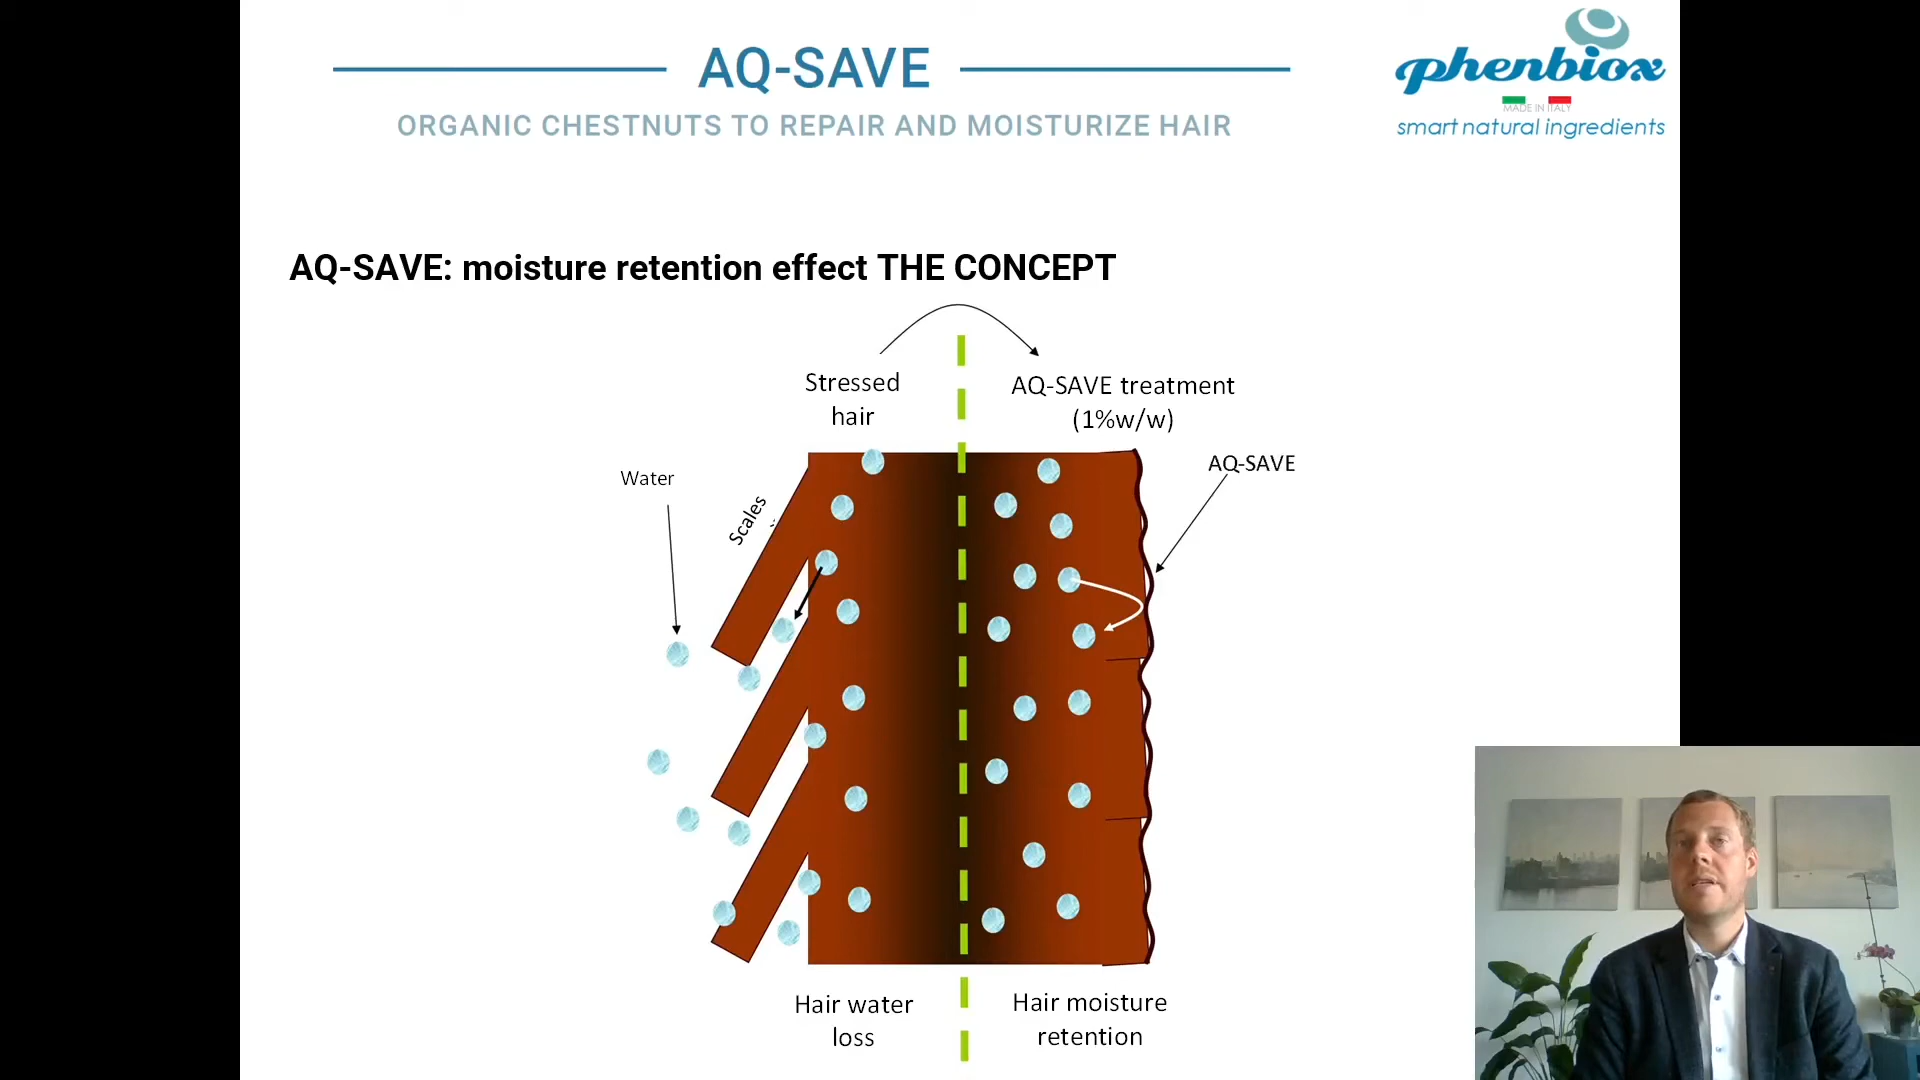 AQ-SAVE
ORGANIC CHESTNUTS TO REPAIR AND MOISTURIZE HAIR
phenbiox
MADE IN ITALY
smart natural ingredients
AQ-SAVE: moisture retention effect THE CONCEPT
Stressed
hair
AQ-SAVE treatment
(1%w/w)
Water
Scales
AQ-SAVE
Hair water
loss
Hair moisture
retention